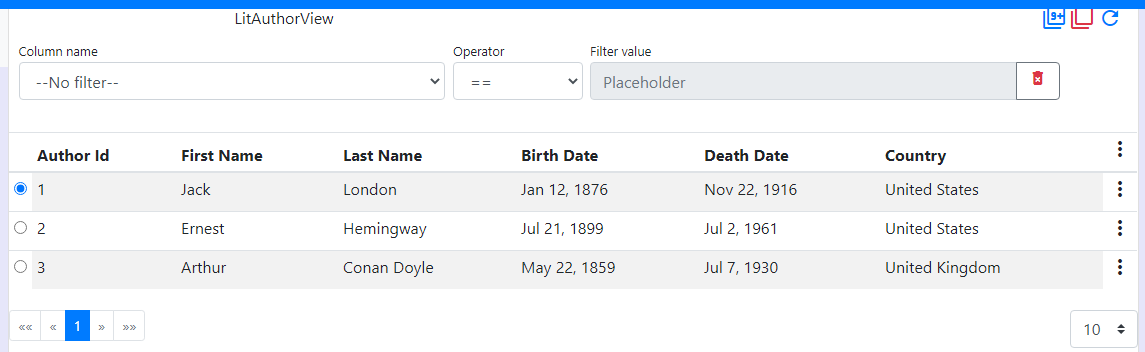 LitAuthorView
9+
Column name Operator Filter value
--No filter-- == Placeholder
Author Id First Name Last Name Birth Date Death Date Country
1 Jack London Jan 12, 1876 Nov 22, 1916 United States
2 Ernest Hemingway Jul 21, 1899 Jul 2, 1961 United States
3 Arthur Conan Doyle May 22, 1859 Jul 7, 1930 United Kingdom
«« « 1 » »» 10